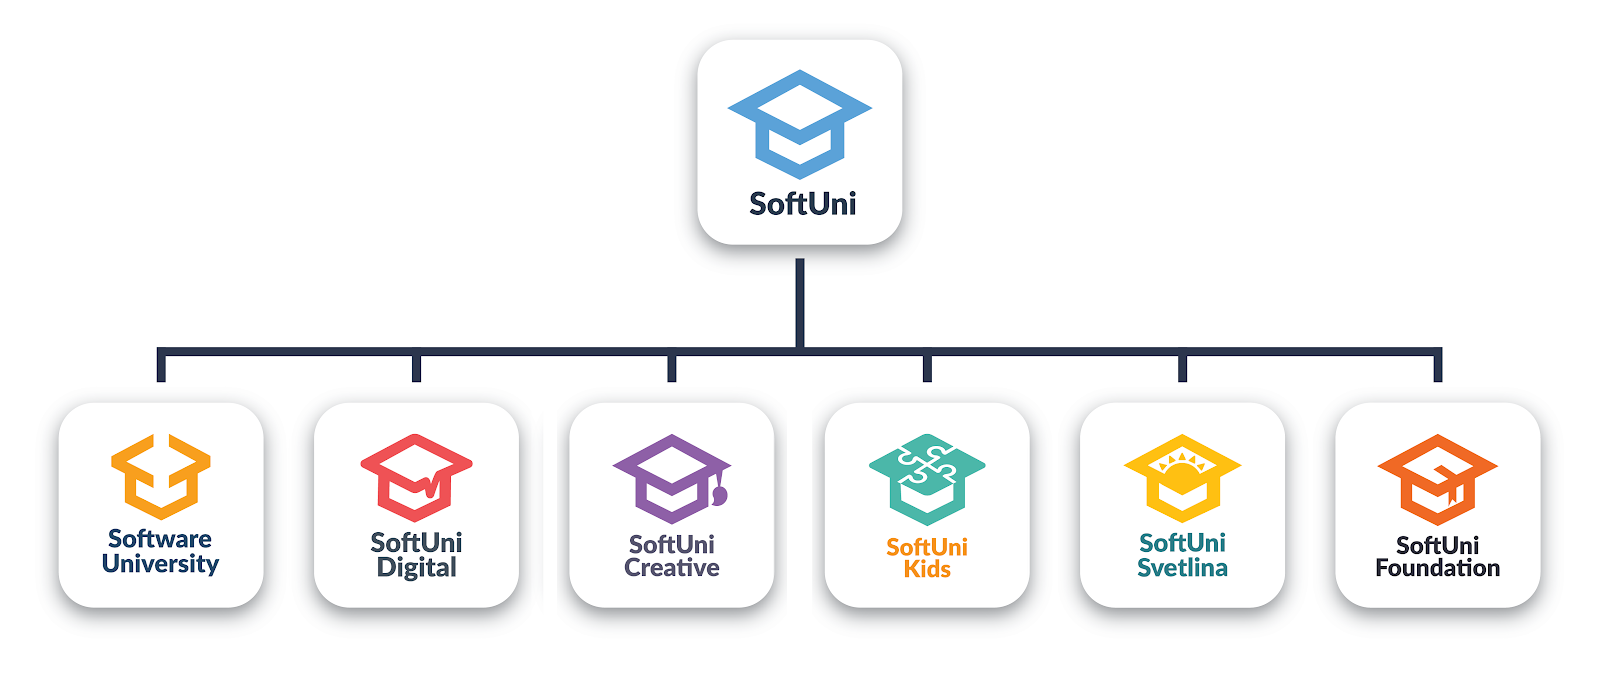 SoftUni
Software
University
SoftUni
Digital
SoftUni
Creative
SoftUni
Kids
SoftUni
Svetlina
SoftUni
Foundation